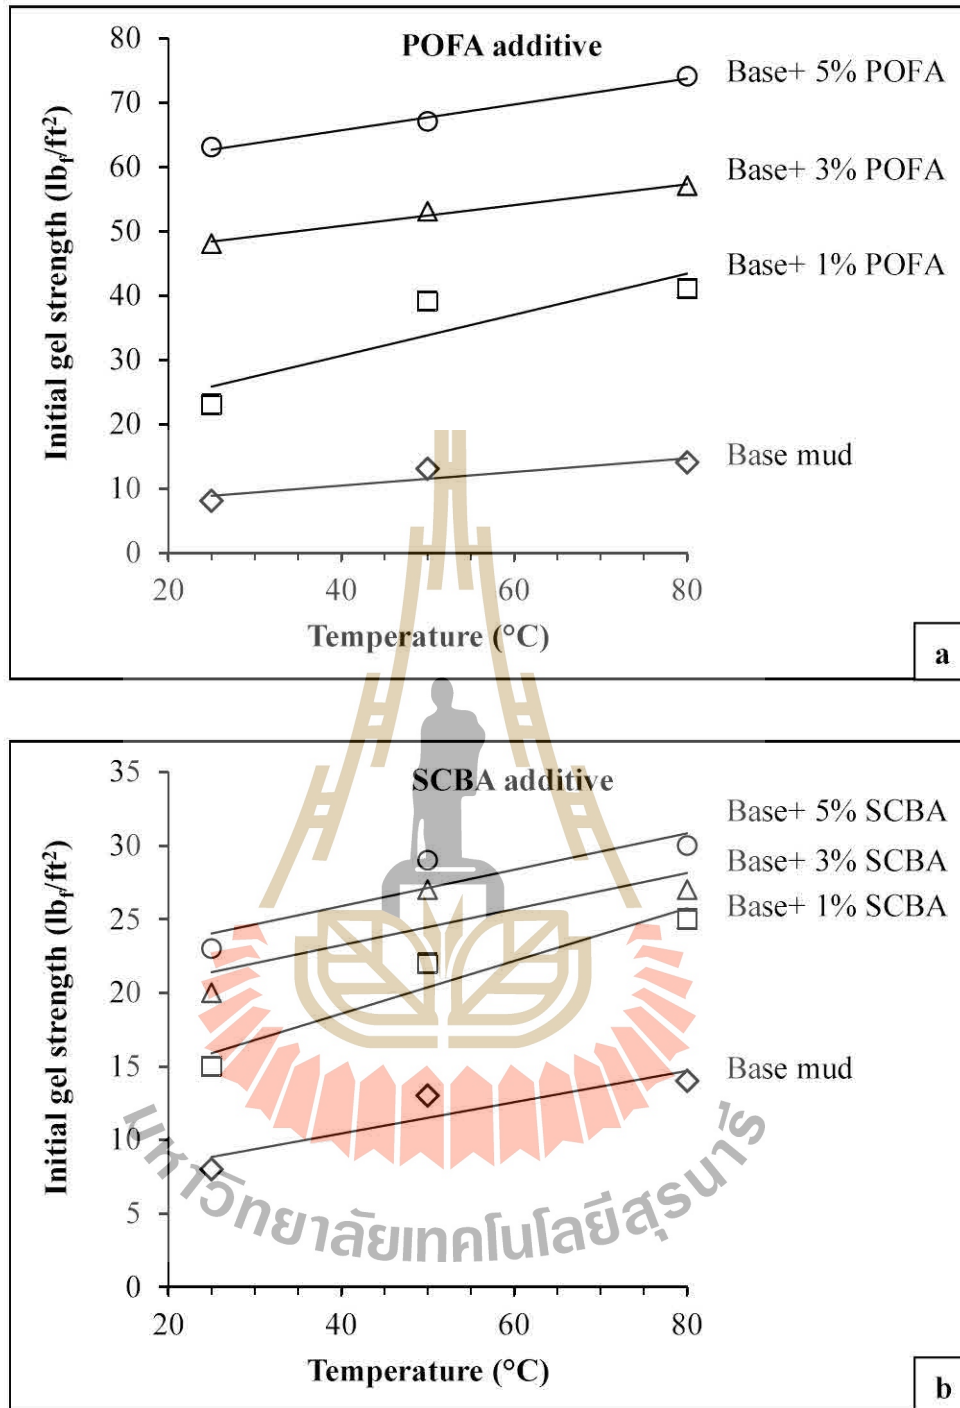 POFA additive
80
70
60
50
40
30
20
10
0
Initial gel strength (lbf/ft²)
Base+ 5% POFA
Base+ 3% POFA
Base+ 1% POFA
Base mud
20 40 60 80
Temperature (°C)
a
SCBA additive
35
30
25
20
15
10
5
0
Initial gel strength (lbf/ft²)
Base+ 5% SCBA
Base+ 3% SCBA
Base+ 1% SCBA
Base mud
มหาวิทยาลัยเทคโนโลยีสุรนารี
20 40 60 80
Temperature (°C)
b